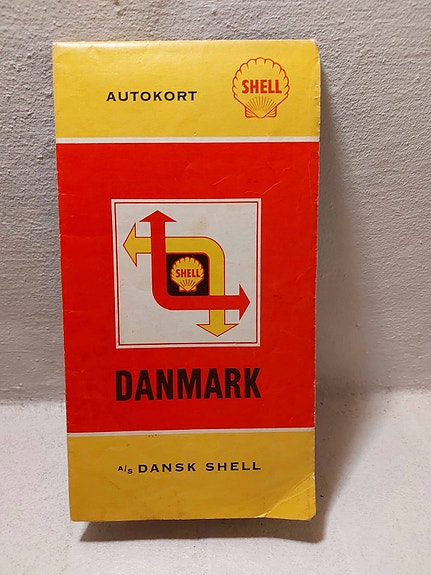 AUTOKORT
SHELL
SHELL
DANMARK
A/S DANSK SHELL